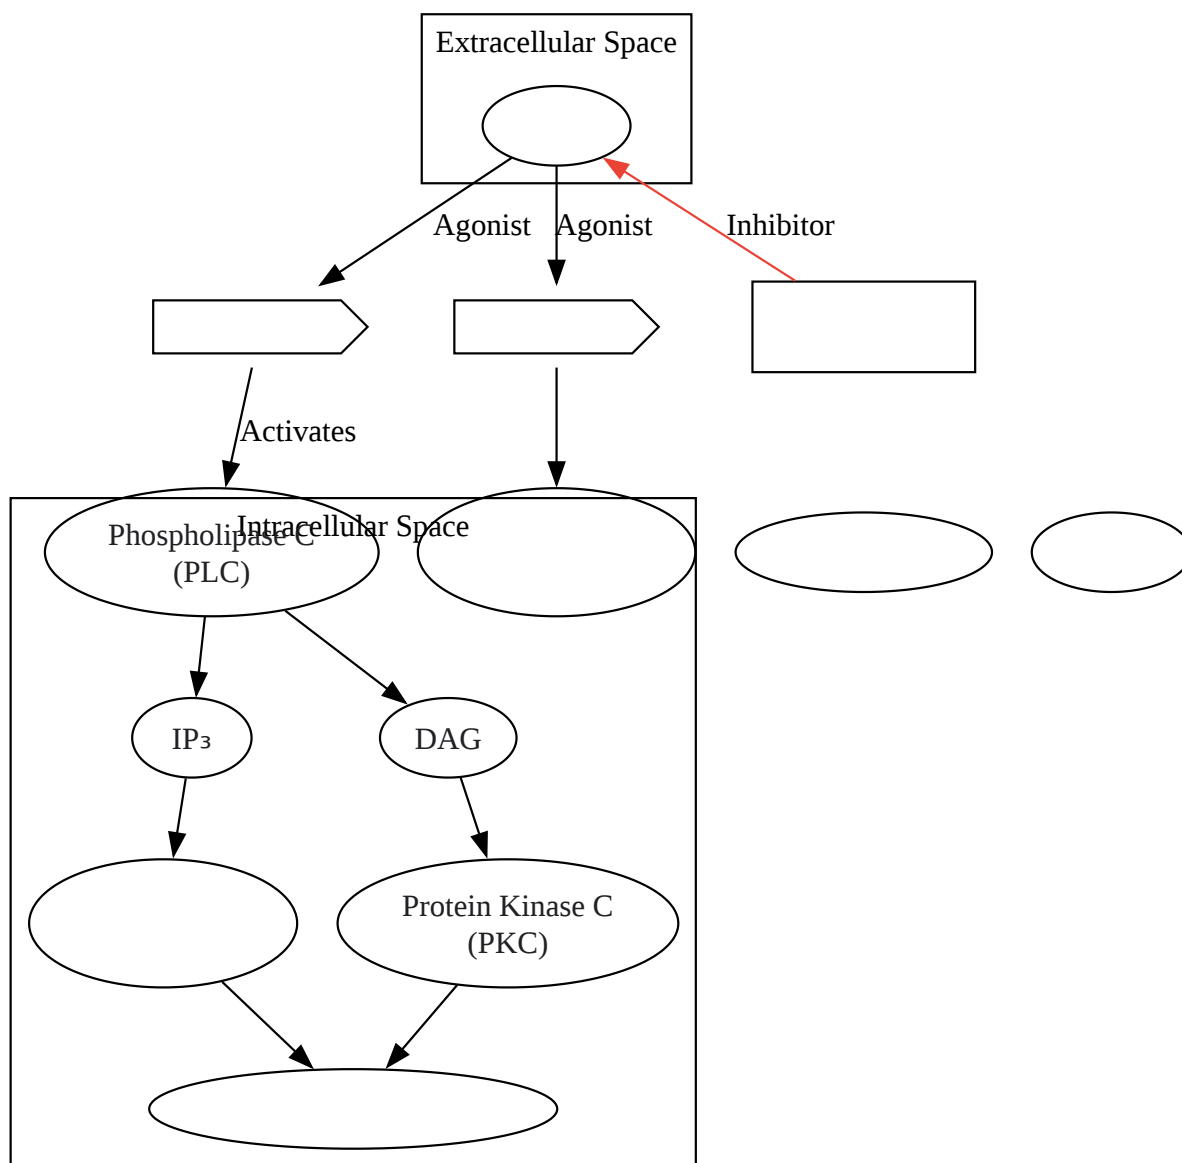 Extracellular Space
Agonist
Agonist
Inhibitor
Activates
Intracellular Space
Phospholipase C
(PLC)
IP₃
DAG
Protein Kinase C
(PKC)